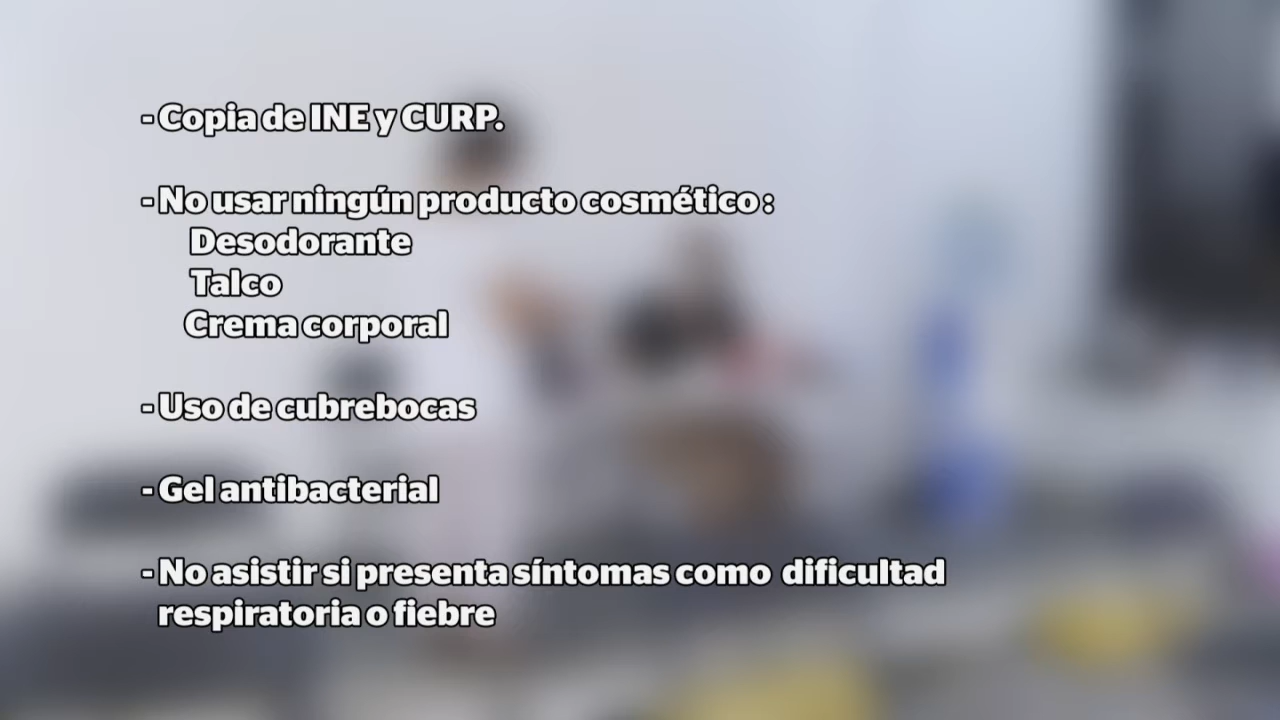 - Copia de INE y CURP.
- No usar ningún producto cosmético :
Desodorante
Talco
Crema corporal
- Uso de cubrebocas
- Gel antibacterial
- No asistir si presenta síntomas como dificultad
respiratoria o fiebre